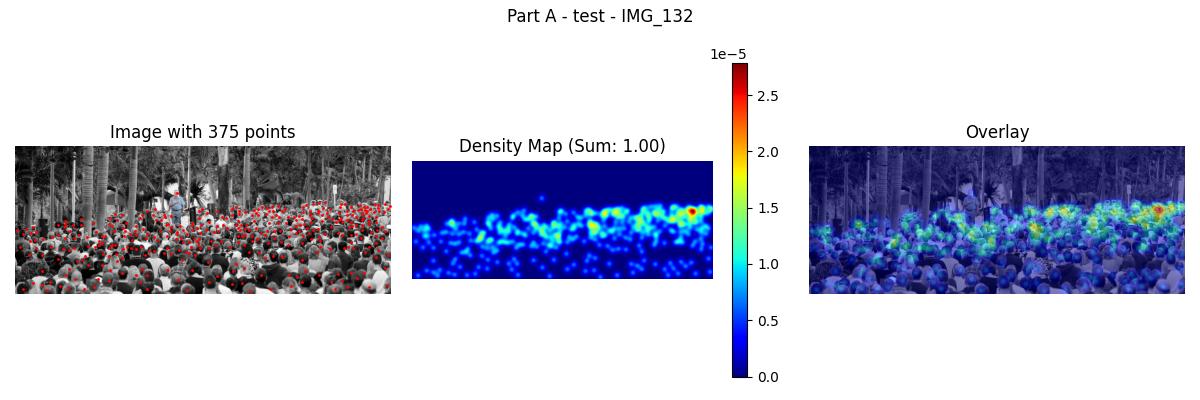 Part A - test - IMG_132
Image with 375 points
Density Map (Sum: 1.00)
1e−5
2.5
2.0
1.5
1.0
0.5
0.0
Overlay